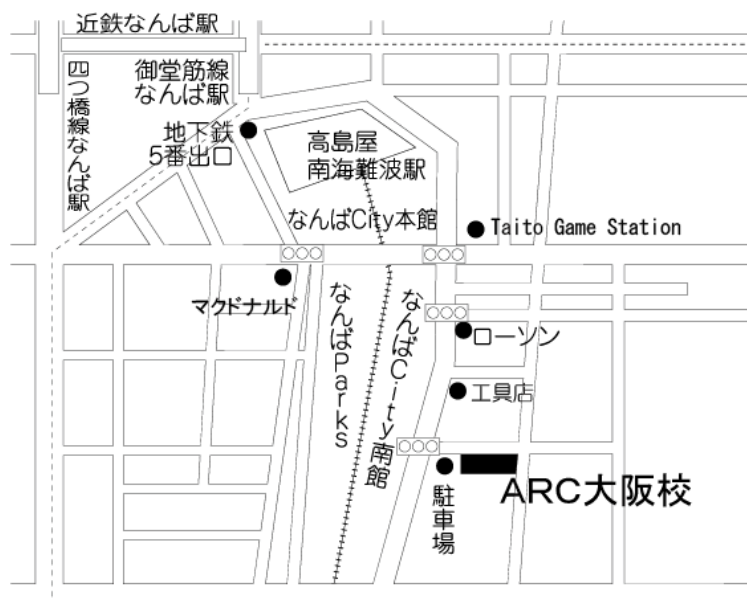 近鉄なんば駅
四つ橋線なんば駅
御堂筋線
なんば駅
地下鉄
5番出口
高島屋
南海難波駅
なんばCity本館
Taito Game Station
マクドナルド
なんばParks
なんばCity南館
ローソン
工具店
駐車場
ARC大阪校